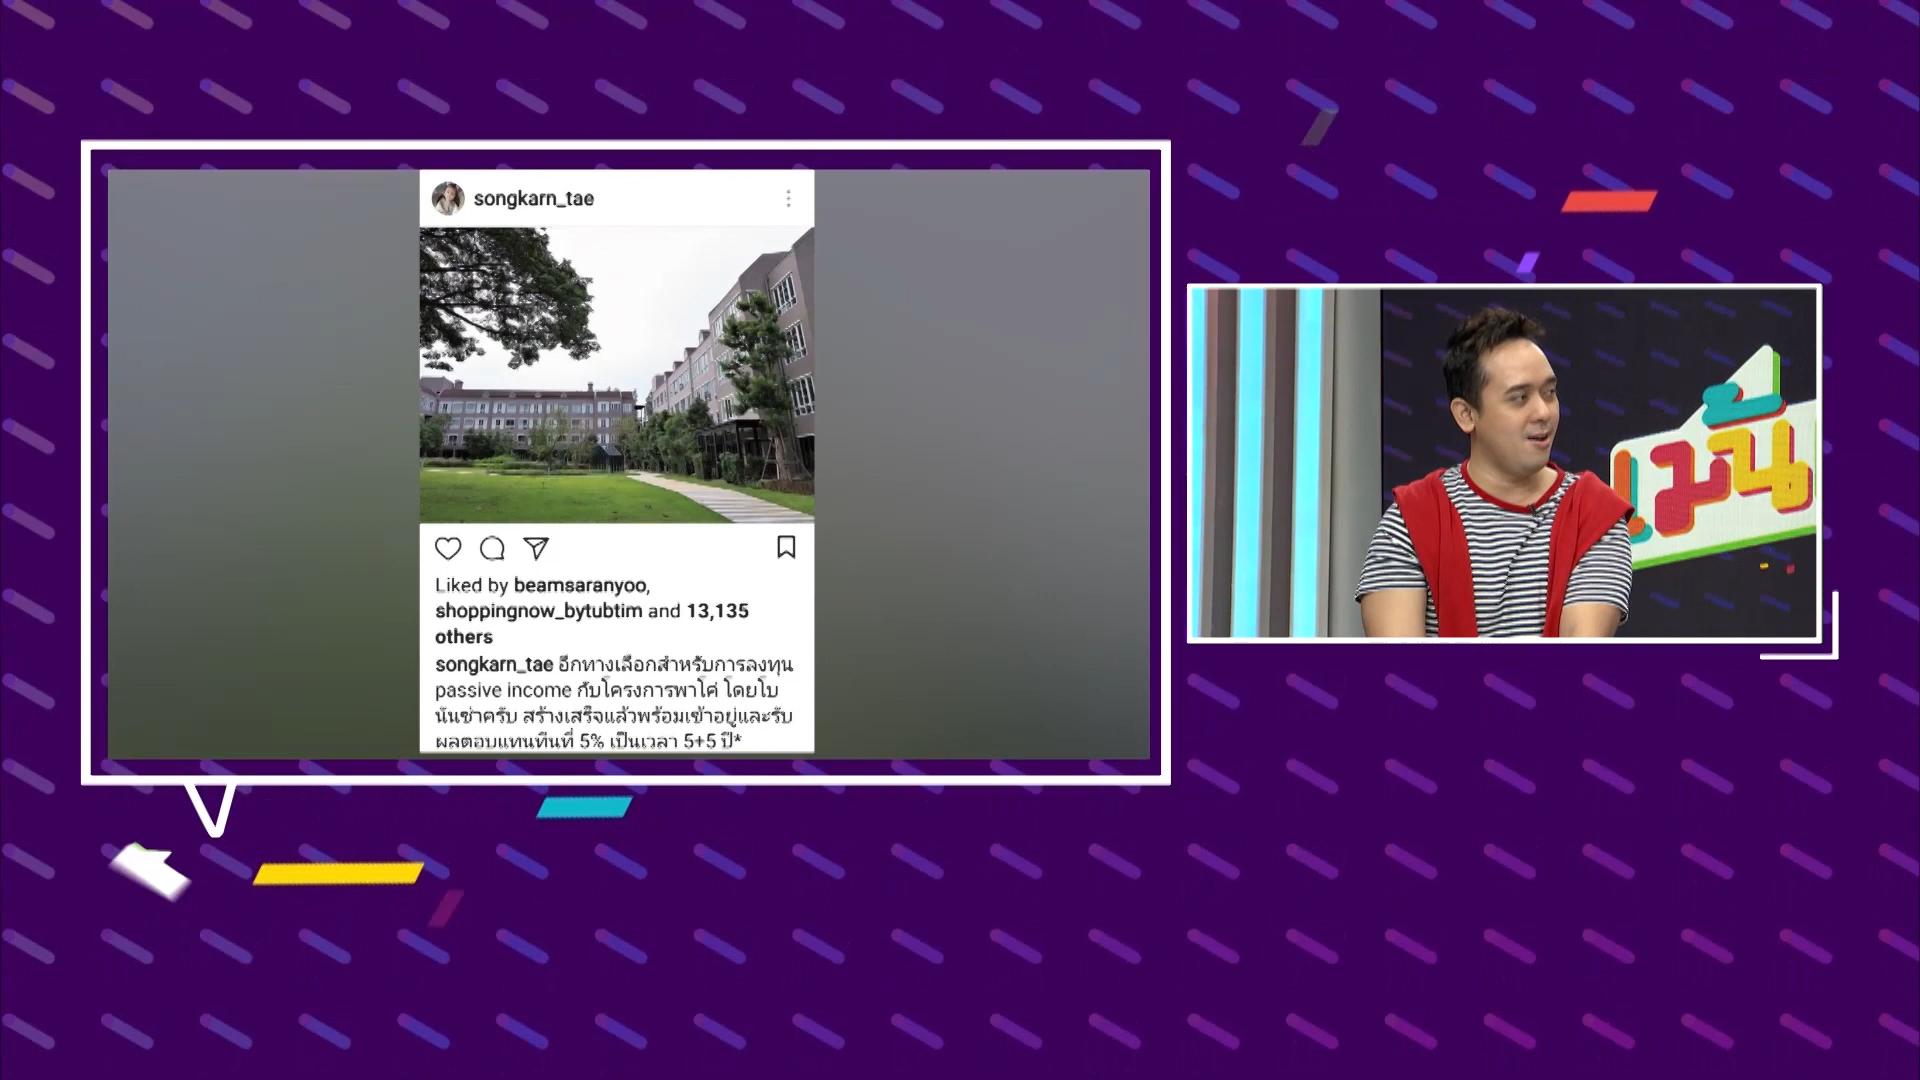 songkarn_tae
Liked by beamsaranyoo,
shoppingnow_bytubtim and 13,135
others
songkarn_tae อีกทางเลือกสำหรับการลงทุน
passive income กับโครงการพาโค่ โดยโบ
นันซ่าครับ สร้างเสร็จแล้วพร้อมเข้าอยู่และรับ
ผลตอบแทนทันที 5% เป็นเวลา 5+5 ปี*
เม้น